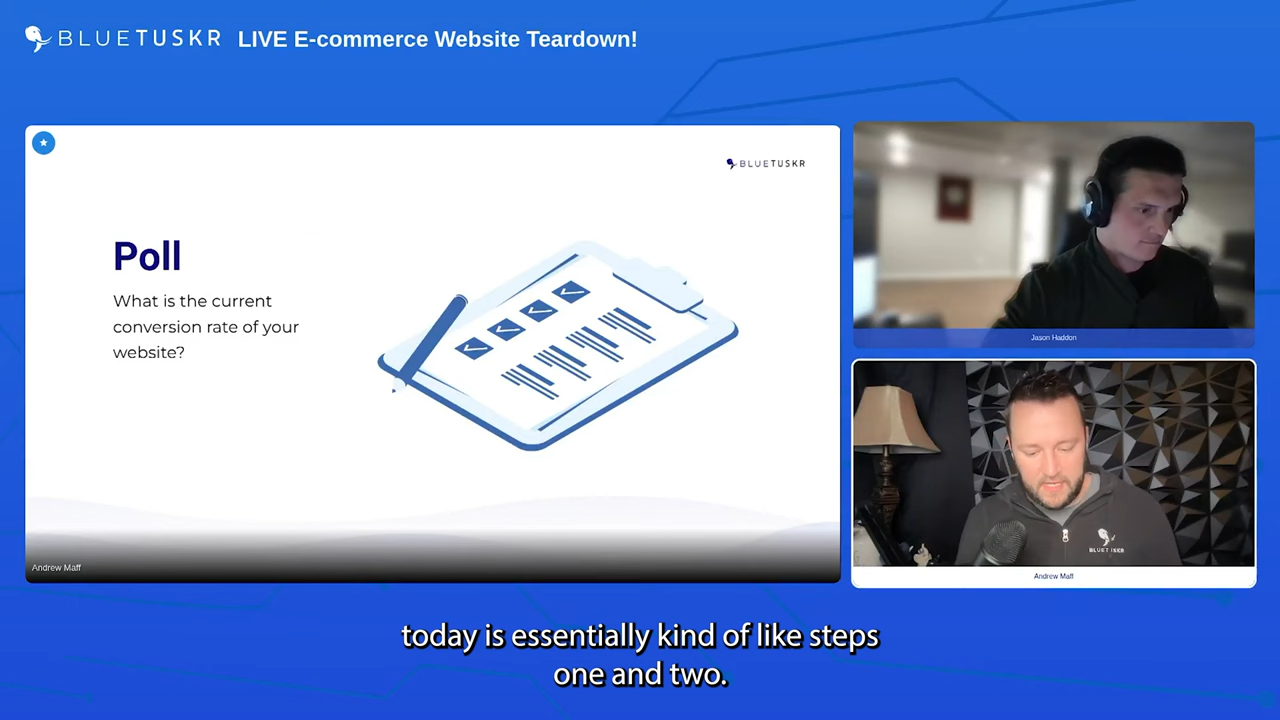 BLUETUSKR LIVE E-commerce Website Teardown!
BLUETUSKR
Poll
What is the current
conversion rate of your
website?
Andrew Maff
Jason Haddon
Andrew Maff
today is essentially kind of like steps
one and two.